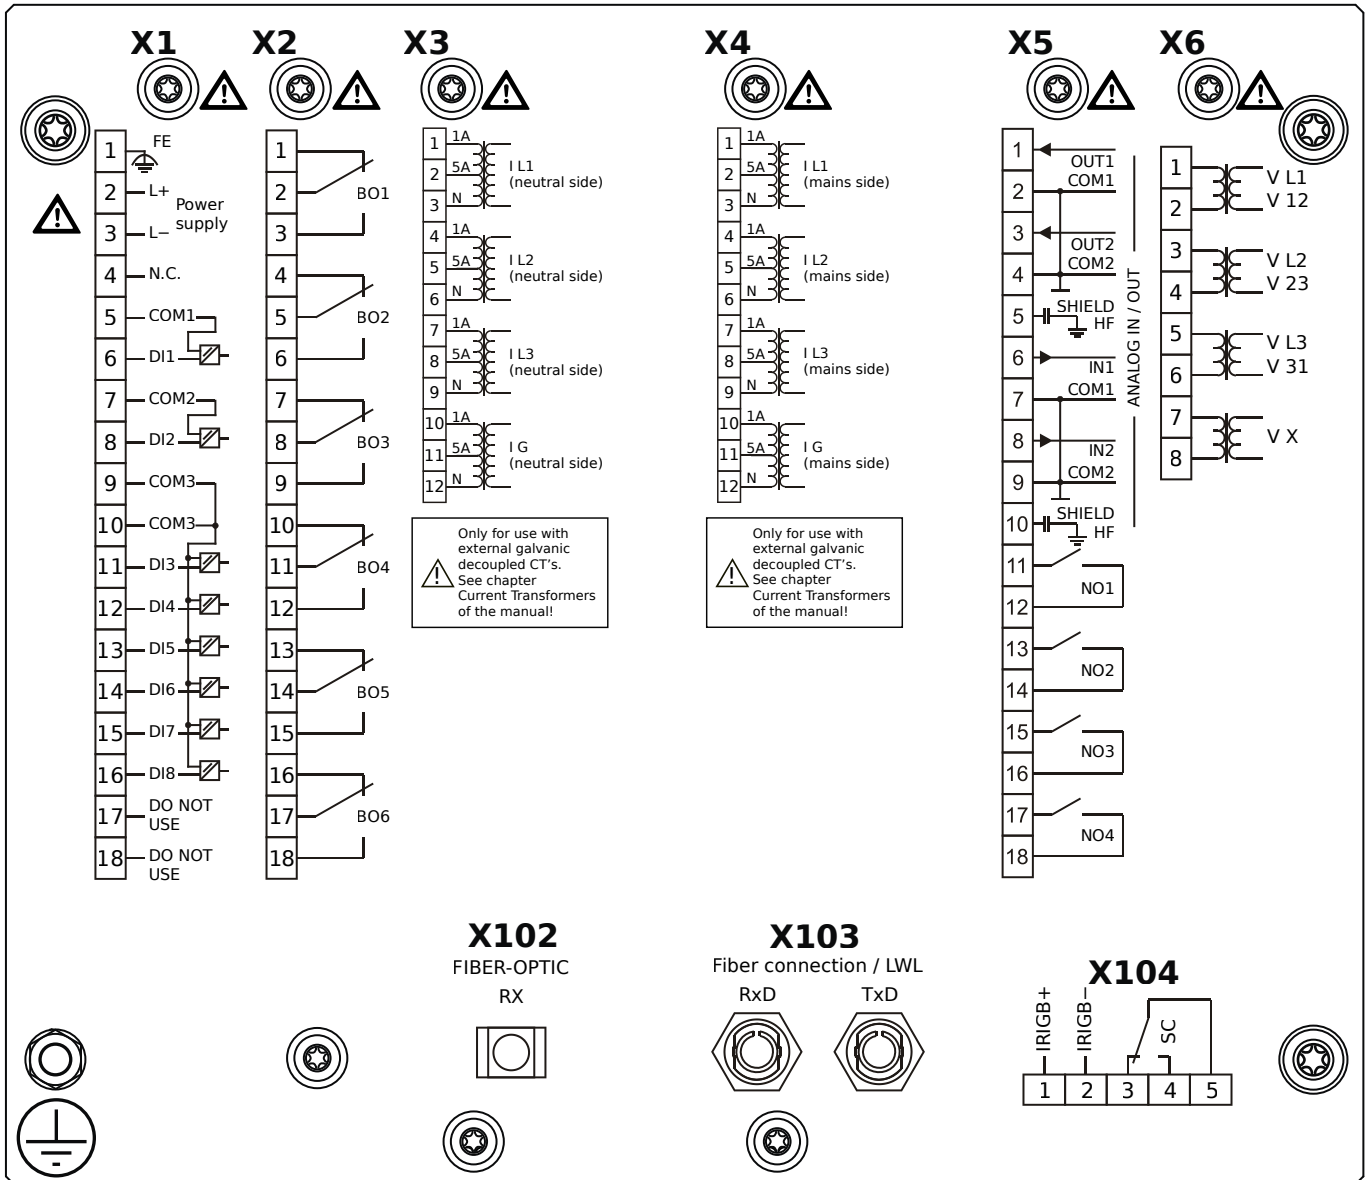 X1
X2
X3
X4
X5
X6
1
FE
2
L+
Power
supply
3
L−
4
N.C.
5
COM1
6
DI1
7
COM2
8
DI2
9
COM3
10
COM3
11
DI3
12
DI4
13
DI5
14
DI6
15
DI7
16
DI8
17
DO NOT
USE
18
DO NOT
USE
1
2
BO1
3
4
5
BO2
6
7
8
BO3
9
10
11
BO4
12
13
14
BO5
15
16
17
BO6
18
1
1A
2
5A
3
N
I L1
(neutral side)
4
1A
5
5A
6
N
I L2
(neutral side)
7
1A
8
5A
9
N
I L3
(neutral side)
10
1A
11
5A
12
N
I G
(neutral side)
Only for use with
external galvanic
decoupled CT's.
See chapter
Current Transformers
of the manual!
1
1A
2
5A
3
N
I L1
(mains side)
4
1A
5
5A
6
N
I L2
(mains side)
7
1A
8
5A
9
N
I L3
(mains side)
10
1A
11
5A
12
N
I G
(mains side)
Only for use with
external galvanic
decoupled CT's.
See chapter
Current Transformers
of the manual!
1
OUT1
2
COM1
3
OUT2
4
COM2
5
SHIELD
HF
6
IN1
7
COM1
8
IN2
9
COM2
10
SHIELD
HF
ANALOG IN / OUT
11
NO1
12
13
NO2
14
15
NO3
16
17
NO4
18
1
V L1
2
V 12
3
V L2
4
V 23
5
V L3
6
V 31
7
V X
8
X102
FIBER-OPTIC
RX
X103
Fiber connection / LWL
RxD
TxD
X104
IRIGB+
IRIGB−
SC
1
2
3
4
5